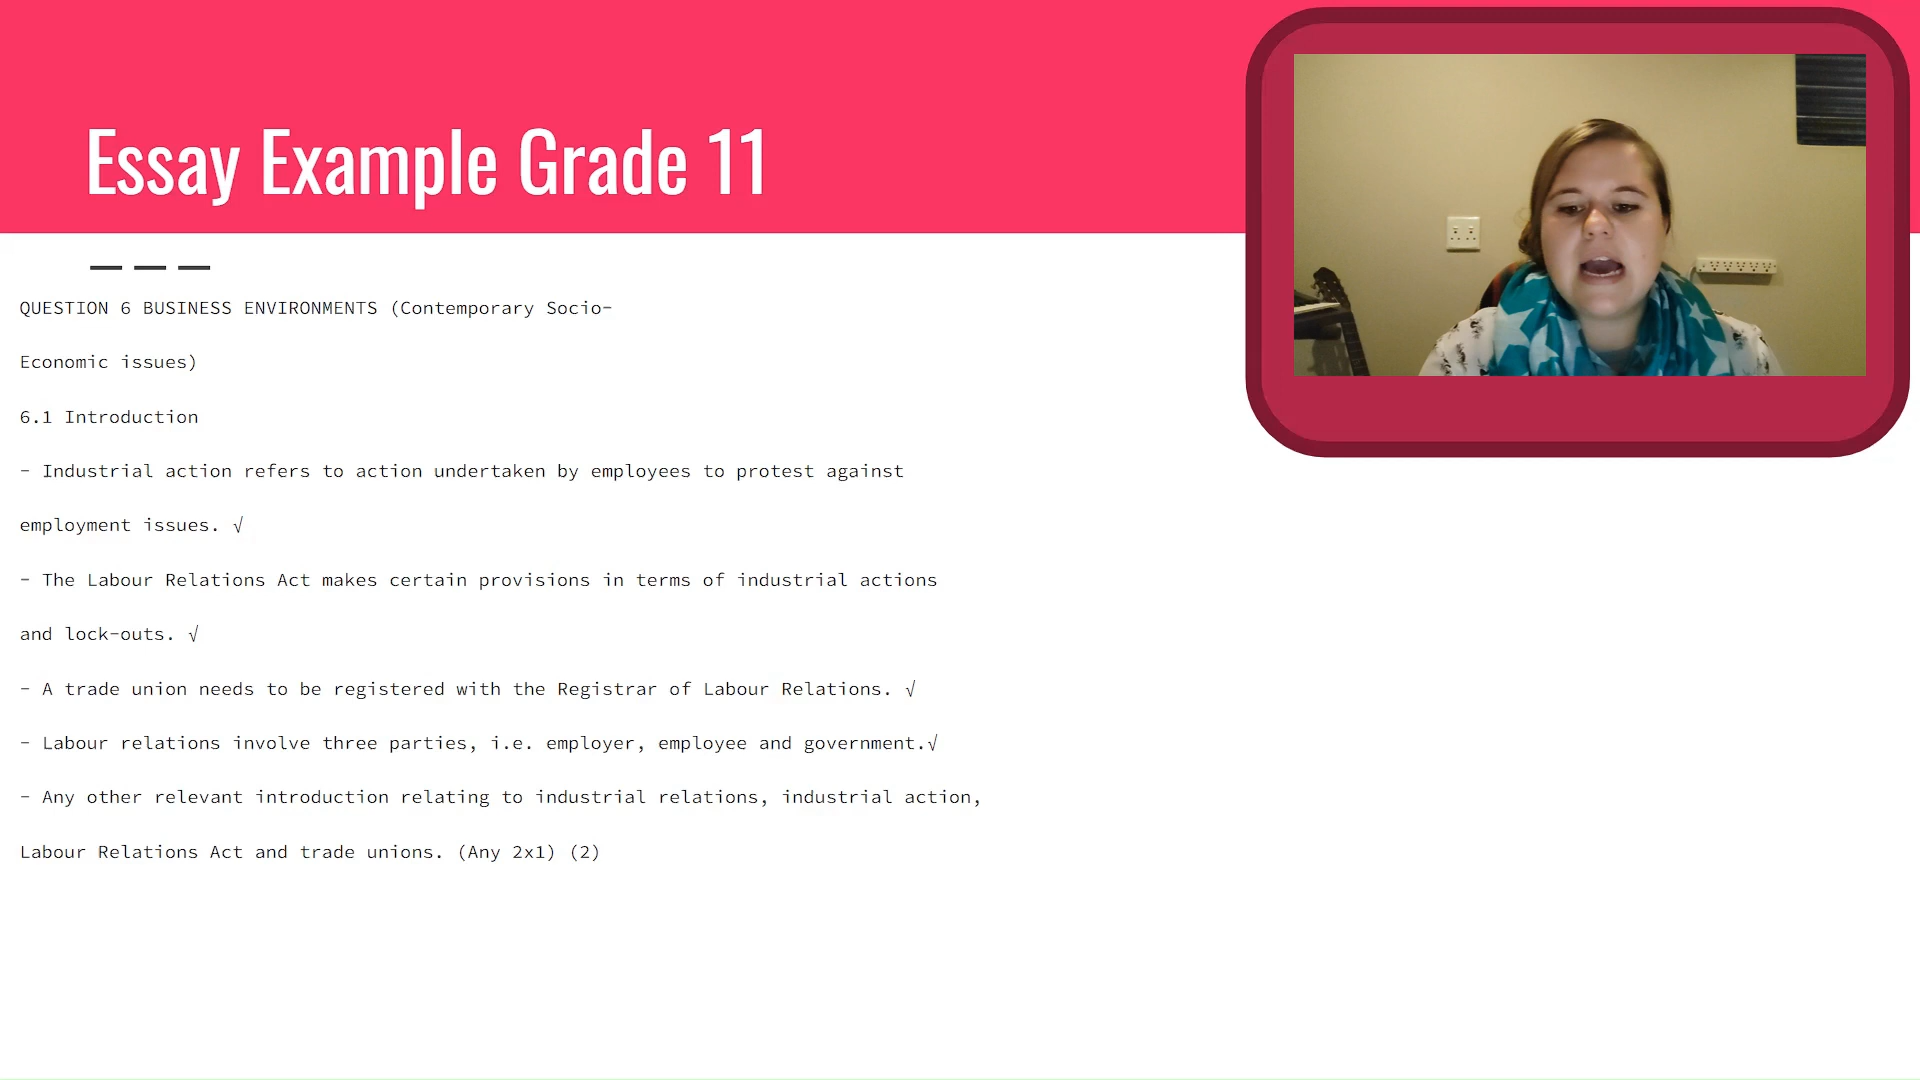 Essay Example Grade 11
QUESTION 6 BUSINESS ENVIRONMENTS (Contemporary Socio-
Economic issues)
6.1 Introduction
- Industrial action refers to action undertaken by employees to protest against
employment issues. √
- The Labour Relations Act makes certain provisions in terms of industrial actions
and lock-outs. √
- A trade union needs to be registered with the Registrar of Labour Relations. √
- Labour relations involve three parties, i.e. employer, employee and government.√
- Any other relevant introduction relating to industrial relations, industrial action,
Labour Relations Act and trade unions. (Any 2x1) (2)